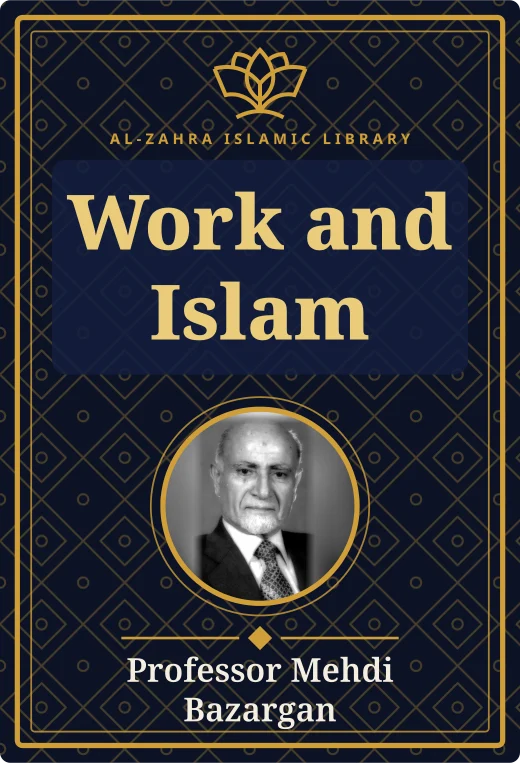 AL-ZAHRA ISLAMIC LIBRARY
Work and
Islam
Professor Mehdi
Bazargan